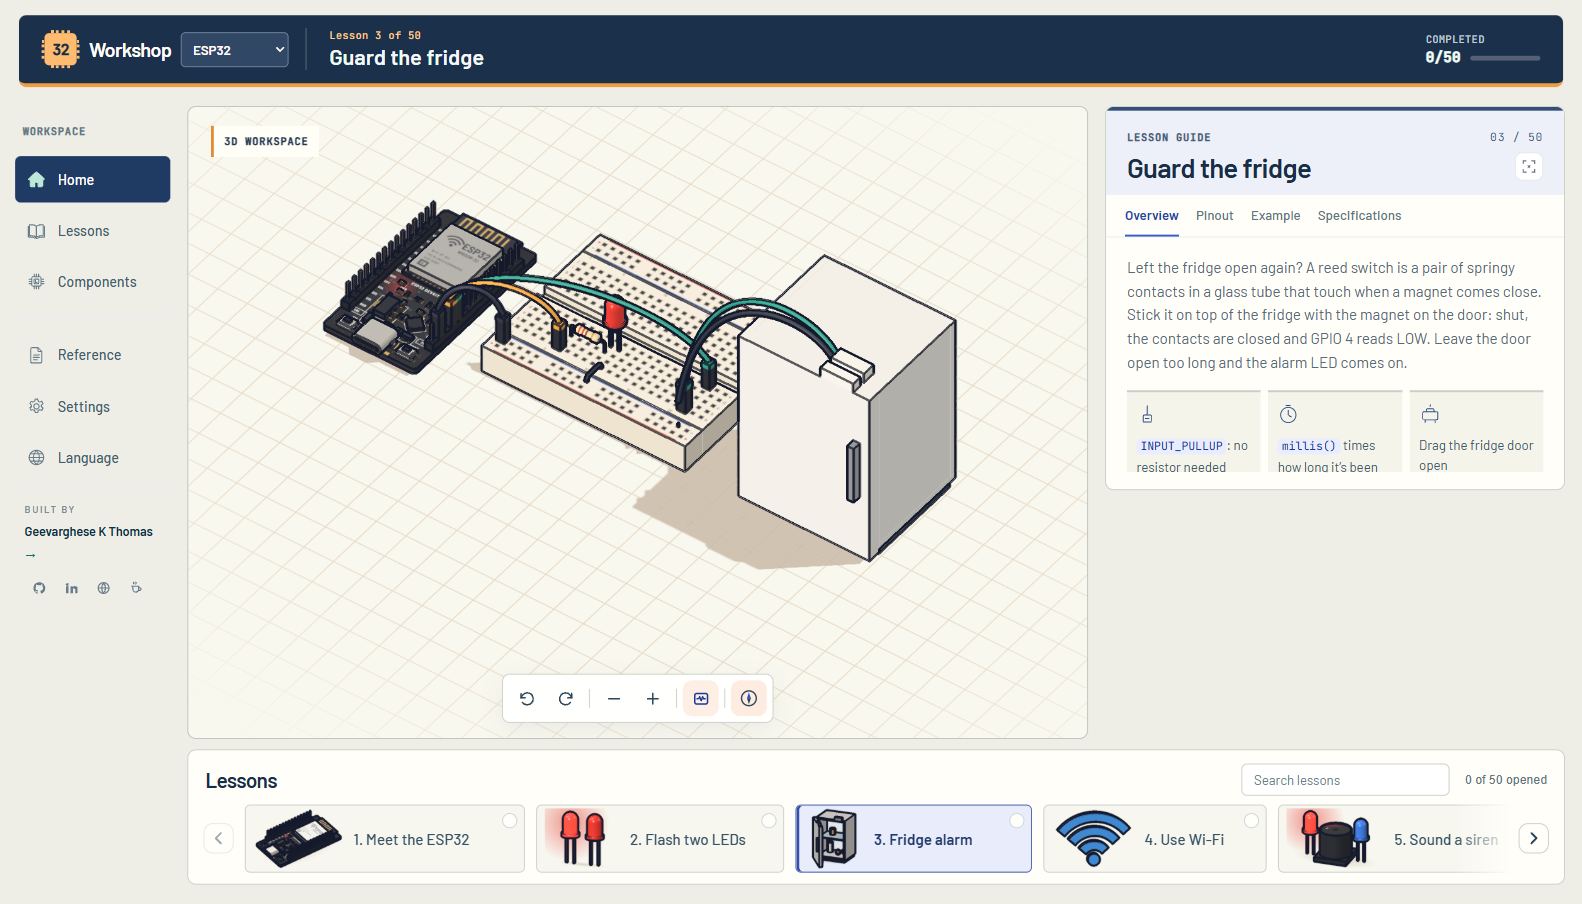 32
Workshop
ESP32
Lesson 3 of 50
Guard the fridge
COMPLETED
0/50
WORKSPACE
Home
Lessons
Components
Reference
Settings
Language
BUILT BY
Geevarghese K Thomas
→
3D WORKSPACE
ESP32
LESSON GUIDE
03 / 50
Guard the fridge
Overview
Pinout
Example
Specifications
Left the fridge open again? A reed switch is a pair of springy
contacts in a glass tube that touch when a magnet comes close.
Stick it on top of the fridge with the magnet on the door: shut,
the contacts are closed and GPIO 4 reads LOW. Leave the door
open too long and the alarm LED comes on.
INPUT_PULLUP: no
resistor needed
millis() times
how long it's been
Drag the fridge door
open
Lessons
Search lessons
0 of 50 opened
1. Meet the ESP32
2. Flash two LEDs
3. Fridge alarm
4. Use Wi-Fi
5. Sound a siren